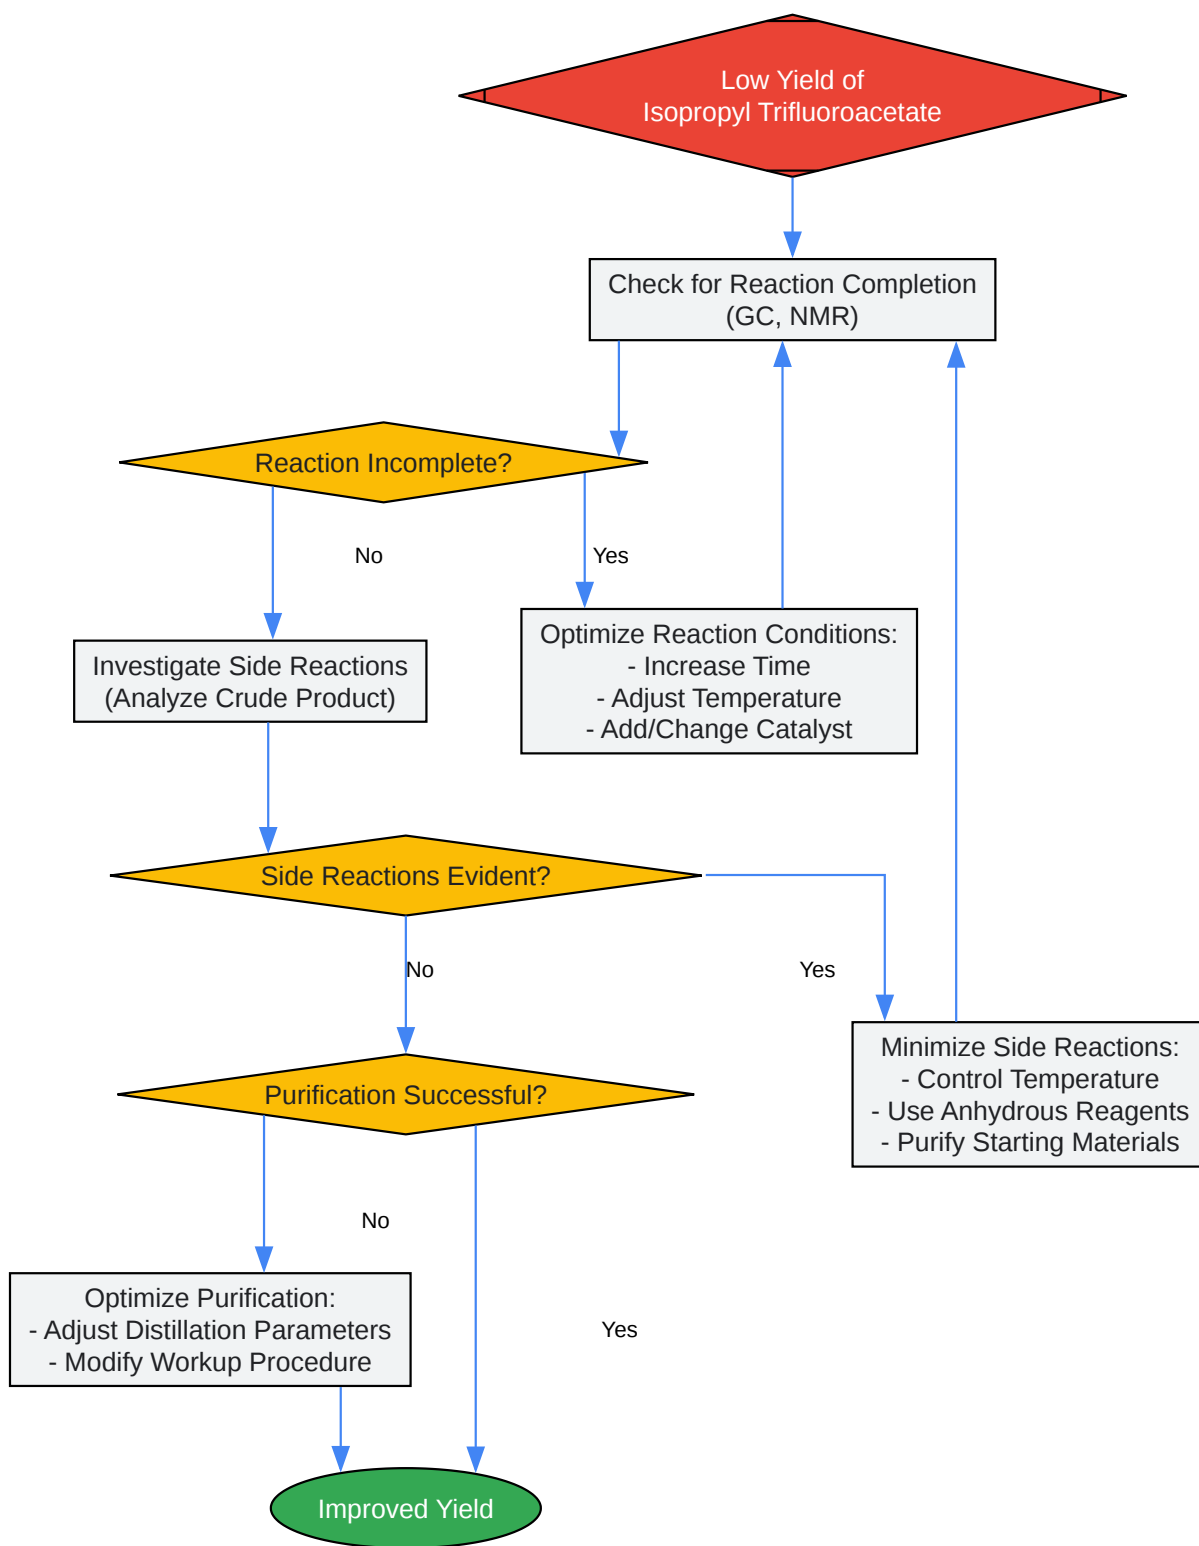 Low Yield of
Isopropyl Trifluoroacetate
Check for Reaction Completion
(GC, NMR)
Reaction Incomplete?
No
Yes
Optimize Reaction Conditions:
- Increase Time
- Adjust Temperature
- Add/Change Catalyst
Investigate Side Reactions
(Analyze Crude Product)
Side Reactions Evident?
No
Yes
Minimize Side Reactions:
- Control Temperature
- Use Anhydrous Reagents
- Purify Starting Materials
Purification Successful?
No
Yes
Optimize Purification:
- Adjust Distillation Parameters
- Modify Workup Procedure
Improved Yield